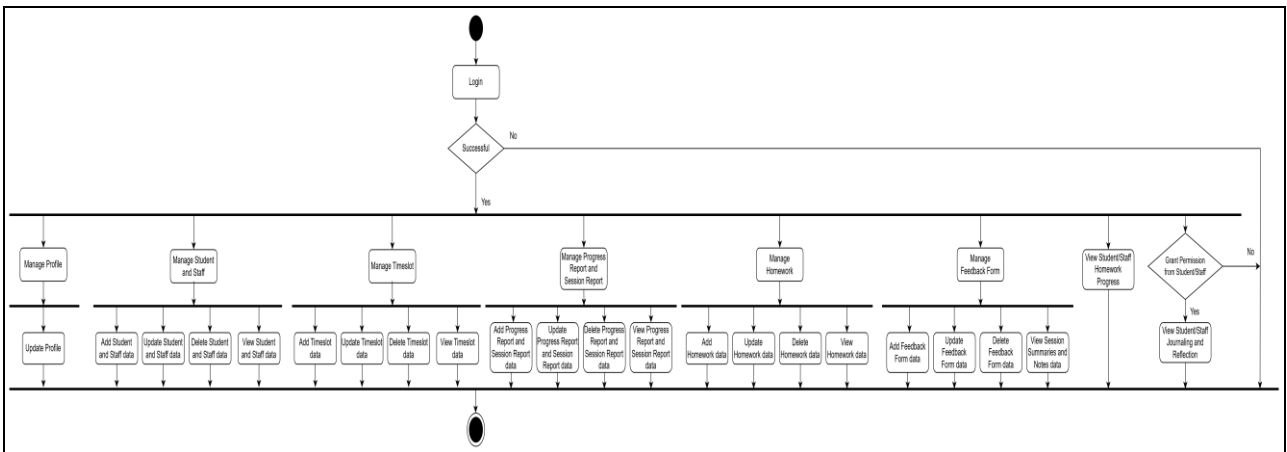 Login
Successful
No
Yes
Manage Profile
Manage Student
and Staff
Manage Timeslot
Manage Progress
Report and
Session Report
Manage
Homework
Manage
Feedback Form
View Student/Staff
Homework
Progress
Grant Permission
from Student/Staff
No
Yes
Update Profile
Add Student
and Staff data
Update Student
and Staff data
Delete Student
and Staff data
View Student
and Staff data
Add Timeslot
data
Update Timeslot
data
Delete Timeslot
data
View Timeslot
data
Add Progress
Report and
Session Report
data
Update
Progress Report
and Session
Report data
Delete Progress
Report and
Session Report
data
View Progress
Report and
Session Report
data
Add
Homework data
Update
Homework data
Delete
Homework data
View
Homework data
Add Feedback
Form data
Update
Feedback
Form data
Delete
Feedback
Form data
View Session
Summaries and
Notes data
View Student/Staff
Journaling and
Reflection